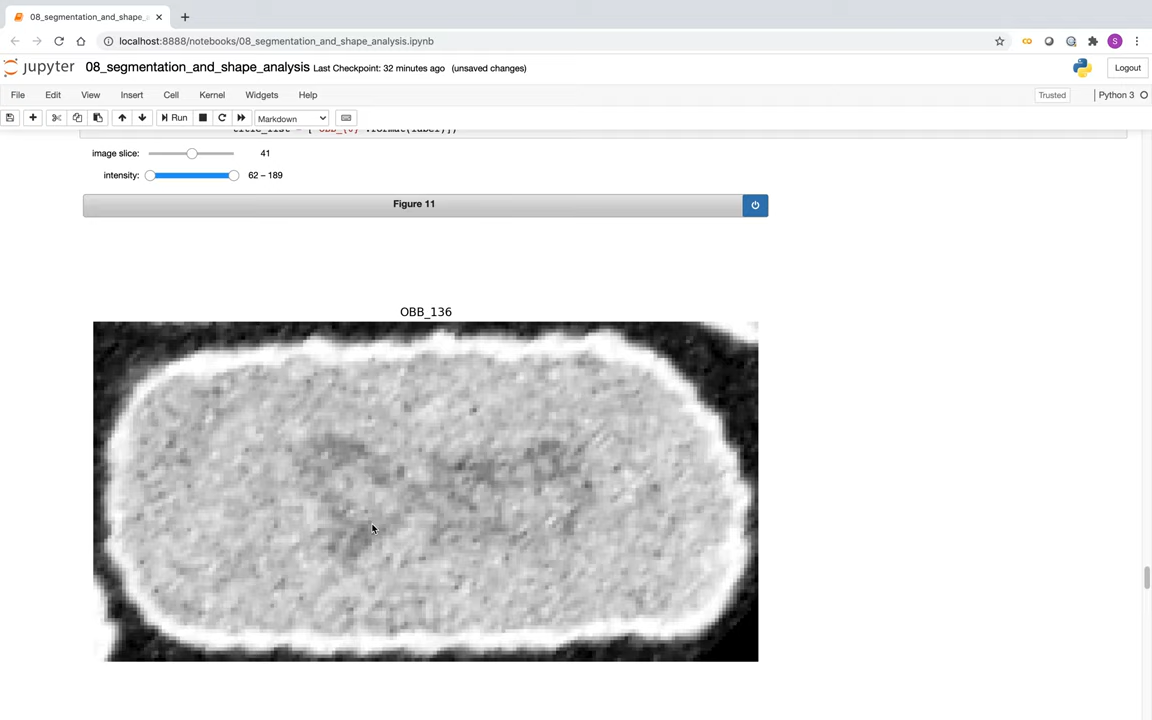 08_segmentation_and_shape_
localhost:8888/notebooks/08_segmentation_and_shape_analysis.ipynb
S
jupyter 08_segmentation_and_shape_analysis Last Checkpoint: 32 minutes ago (unsaved changes)
Logout
File Edit View Insert Cell Kernel Widgets Help
Trusted Python 3
Run Markdown
image slice: 41
intensity: 62 – 189
Figure 11
OBB_136